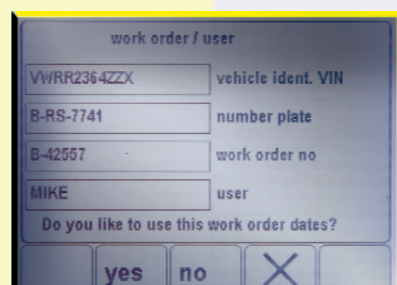 work order / user
VWRR2364ZZX vehicle ident. VIN
B-RS-7741 number plate
B-42557 work order no
MIKE user
Do you like to use this work order dates?
yes no X